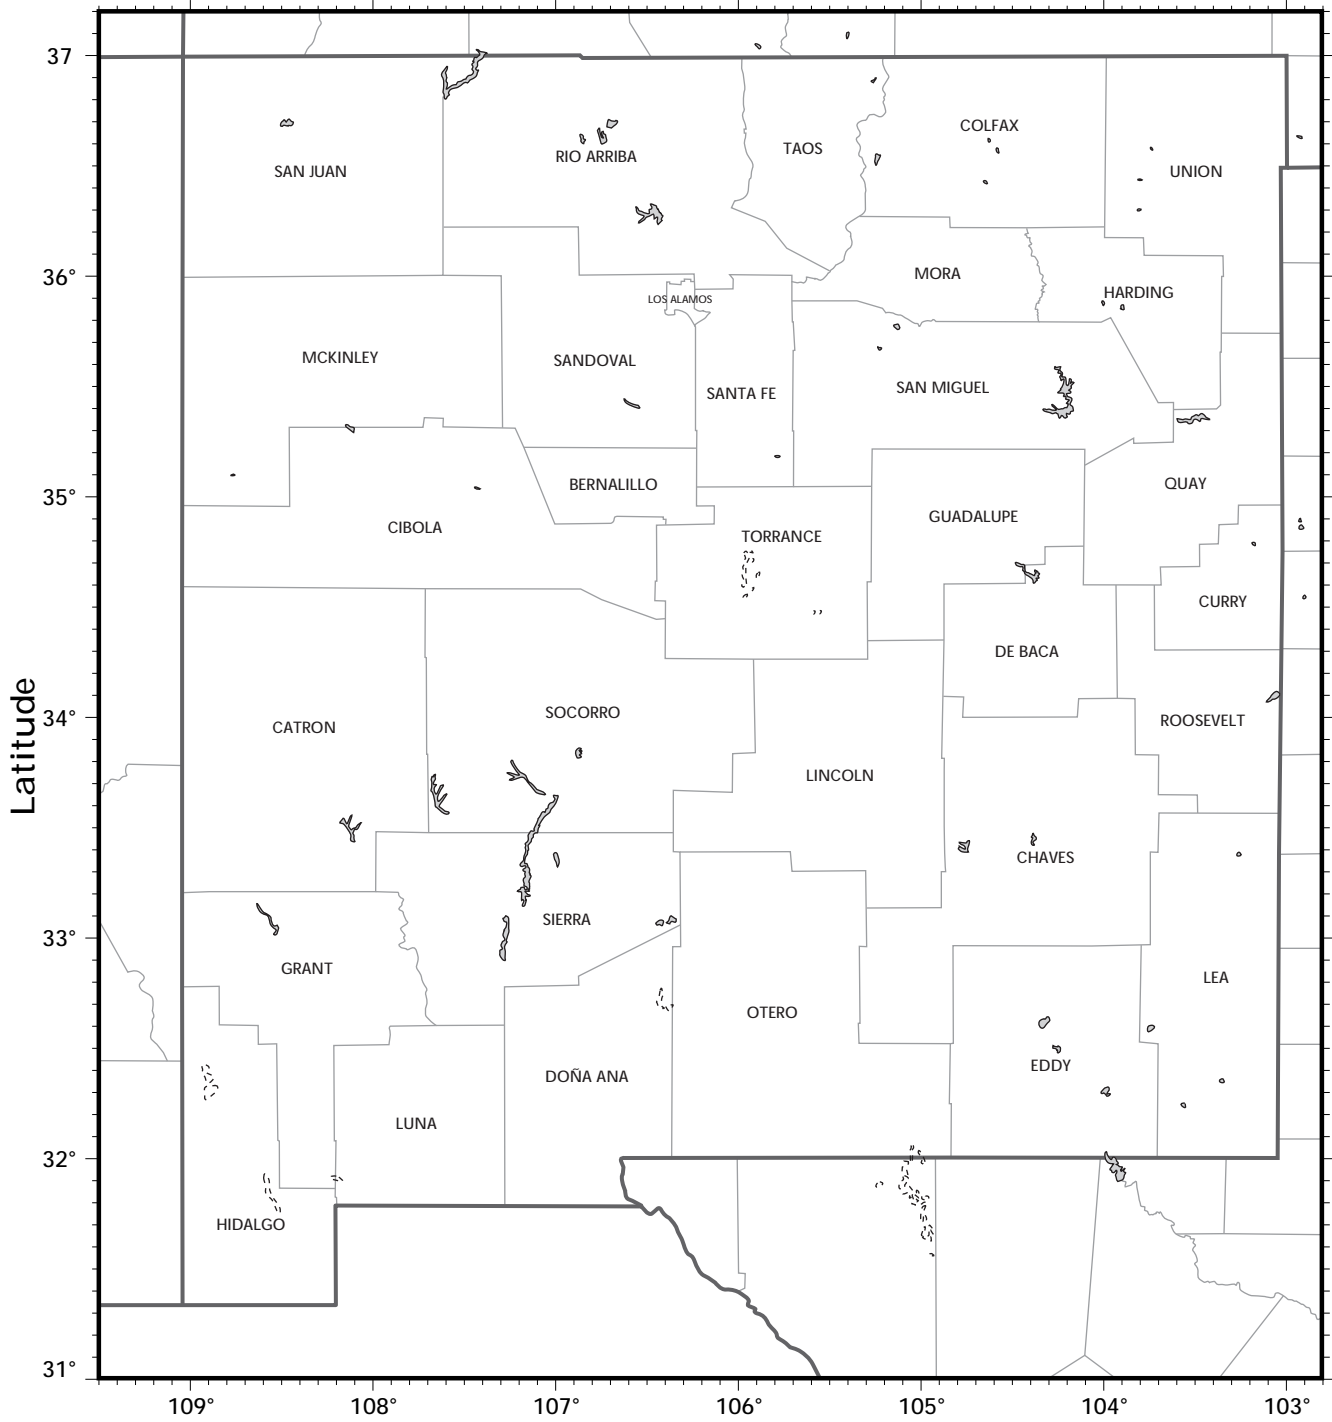 37
COLFAX
TAOS
RIO ARRIBA
SAN JUAN
UNION
MORA
36°
HARDING
LOS ALAMOS
MCKINLEY
SANDOVAL
SAN MIGUEL
SANTA FE
BERNALILLO
QUAY
35°
GUADALUPE
CIBOLA
TORRANCE
CURRY
DE BACA
SOCORRO
34°
ROOSEVELT
CATRON
Latitude
LINCOLN
CHAVES
SIERRA
33°
GRANT
LEA
OTERO
EDDY
DOÑA ANA
LUNA
32°
HIDALGO
31°
109° 108° 107° 106° 105° 104° 103°